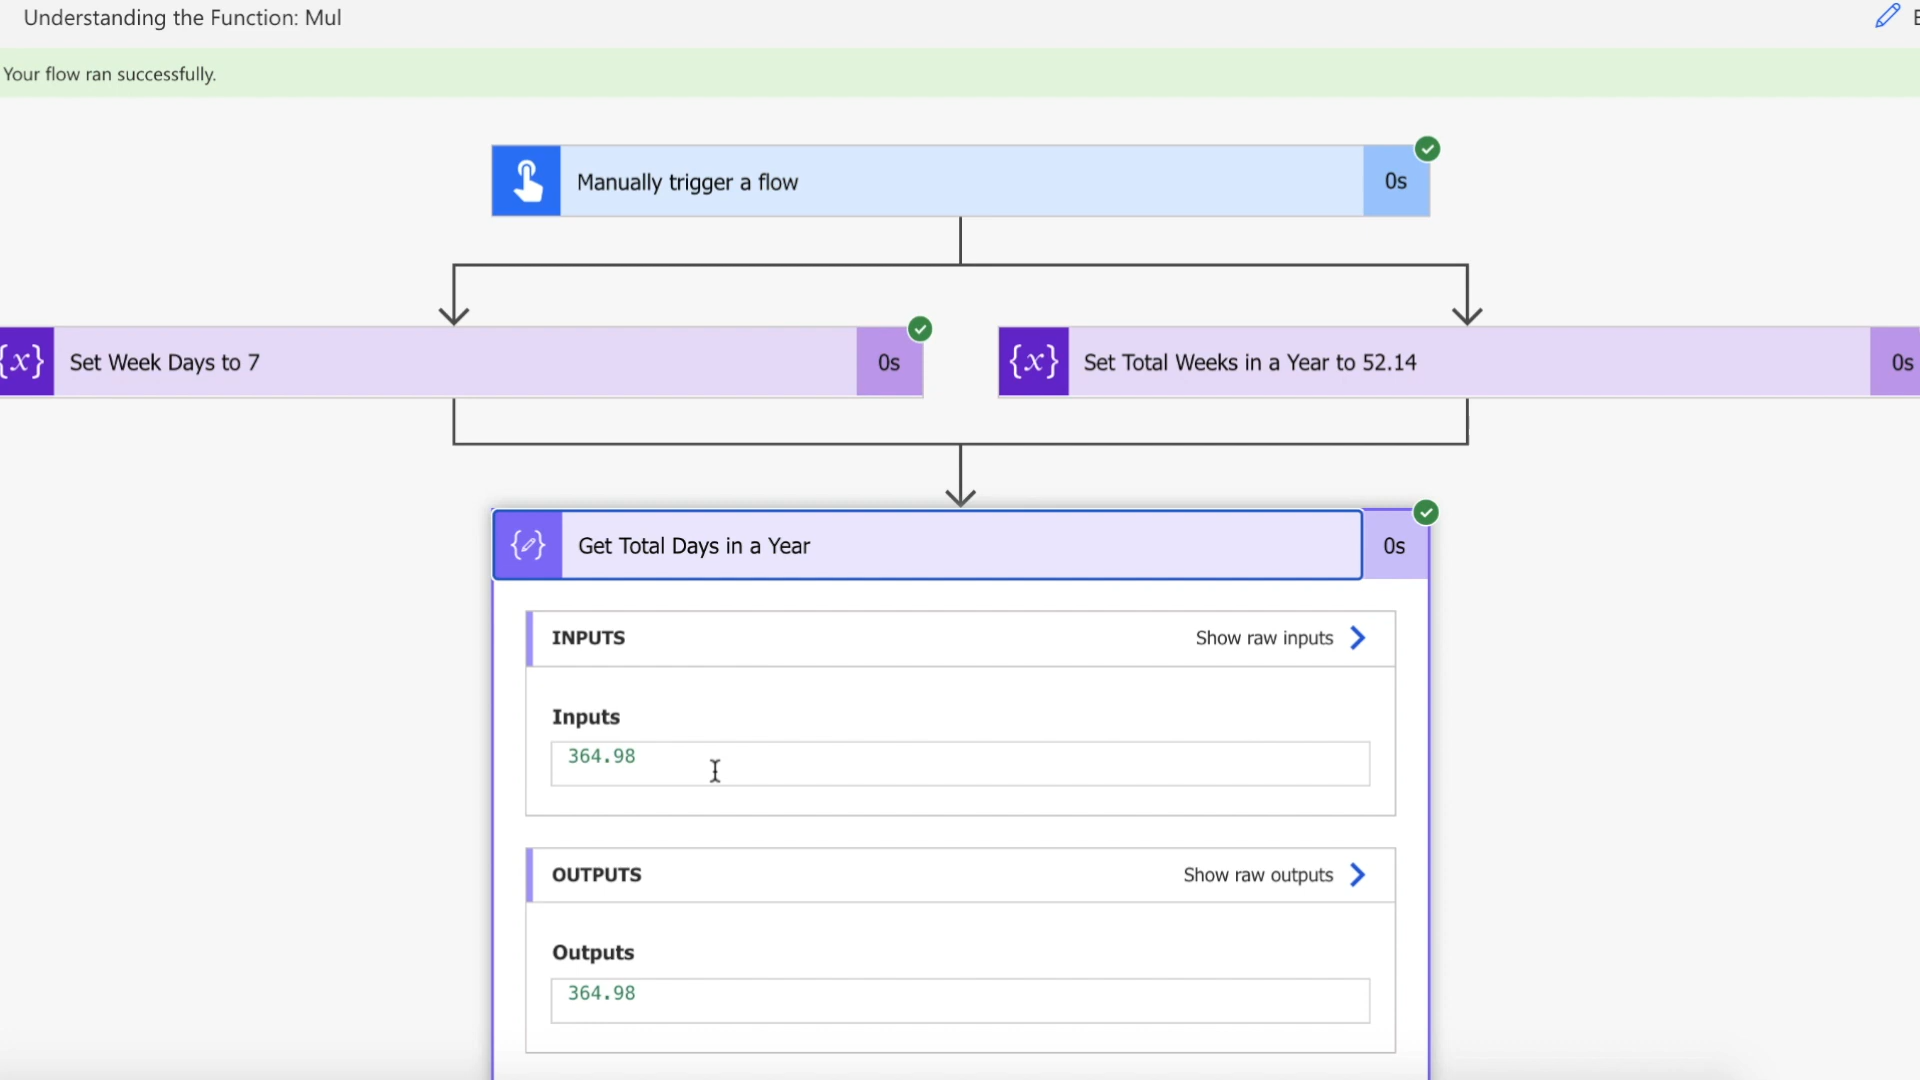 Understanding the Function: Mul
Your flow ran successfully.
Manually trigger a flow
0s
{x} Set Week Days to 7
0s
{x} Set Total Weeks in a Year to 52.14
0s
Get Total Days in a Year
0s
INPUTS
Show raw inputs
Inputs
364.98
OUTPUTS
Show raw outputs
Outputs
364.98